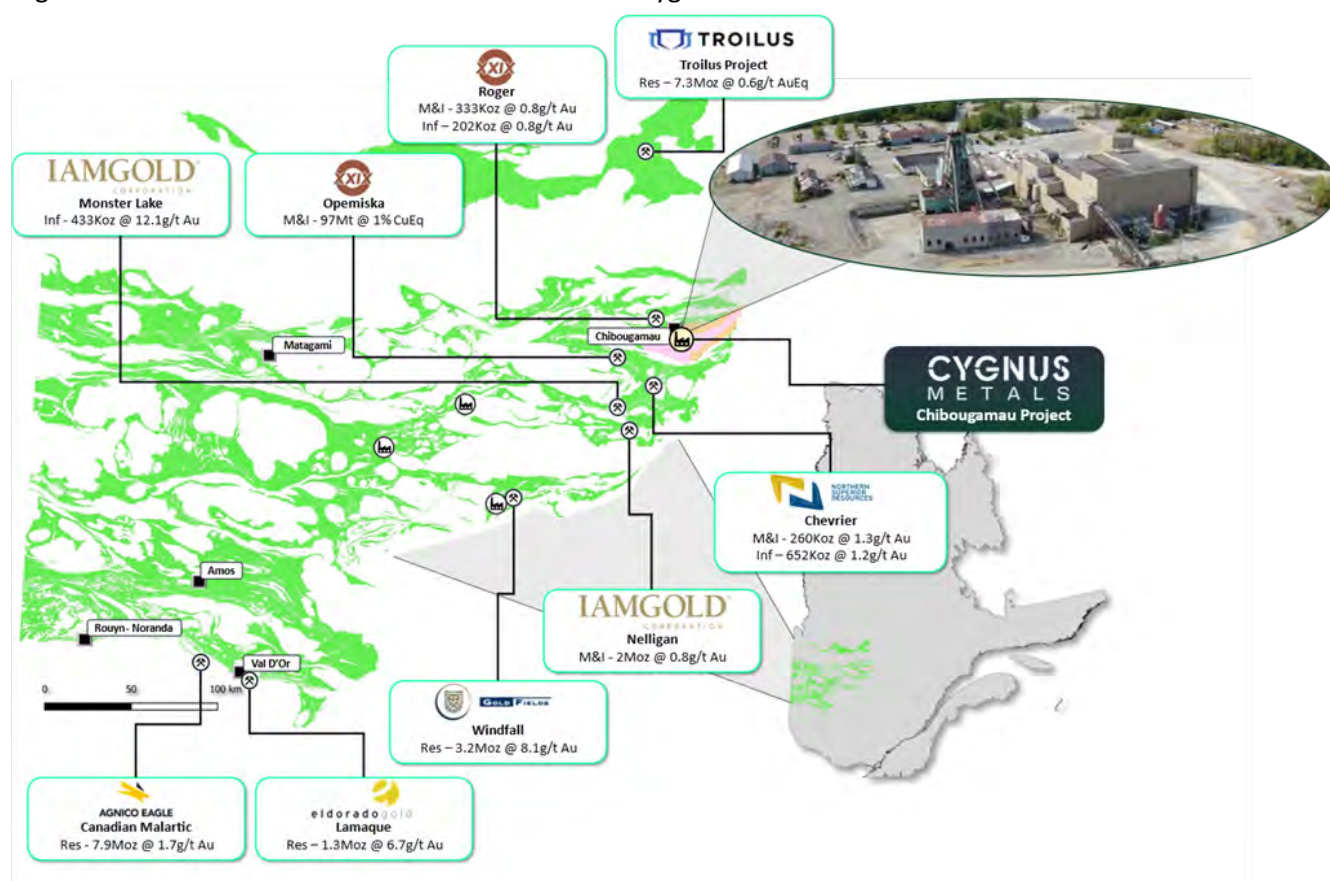 TROILUS
Troilus Project
Res – 7.3Moz @ 0.6g/t AuEq
XXIX
Roger
M&I - 333Koz @ 0.8g/t Au
Inf – 202Koz @ 0.8g/t Au
IAMGOLD
CORPORATION
Monster Lake
Inf - 433Koz @ 12.1g/t Au
XXIX
Opemiska
M&I - 97Mt @ 1% CuEq
Matagami
Chibougamau
CYGNUS
METALS
Chibougamau Project
NORTHERN
SUPERIOR
RESOURCES
Chevrier
M&I - 260Koz @ 1.3g/t Au
Inf – 652Koz @ 1.2g/t Au
Amos
Rouyn- Noranda
Val D'Or
0 50 100 km
IAMGOLD
CORPORATION
Nelligan
M&I - 2Moz @ 0.8g/t Au
GOLD FIELDS
Windfall
Res – 3.2Moz @ 8.1g/t Au
AGNICO EAGLE
Canadian Malartic
Res - 7.9Moz @ 1.7g/t Au
eldoradogold
Lamaque
Res – 1.3Moz @ 6.7g/t Au